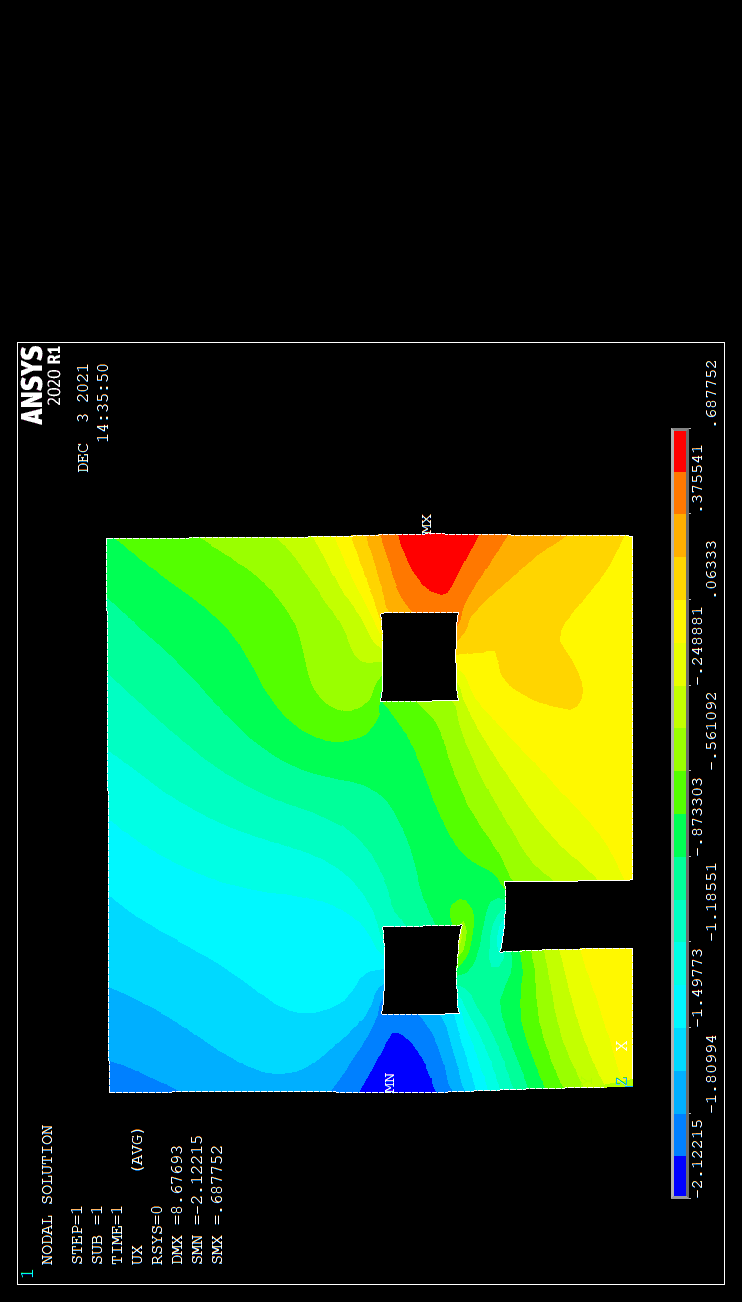 1
NODAL SOLUTION
STEP=1
SUB =1
TIME=1
UX       (AVG)
RSYS=0
DMX =8.67693
SMN =-2.12215
SMX =.687752
ANSYS
2020 R1
DEC  3 2021
14:35:50
MN
MX
Z X
-2.12215
-1.80994
-1.49773
-1.18551
-.873303
-.561092
-.248881
.06333
.375541
.687752